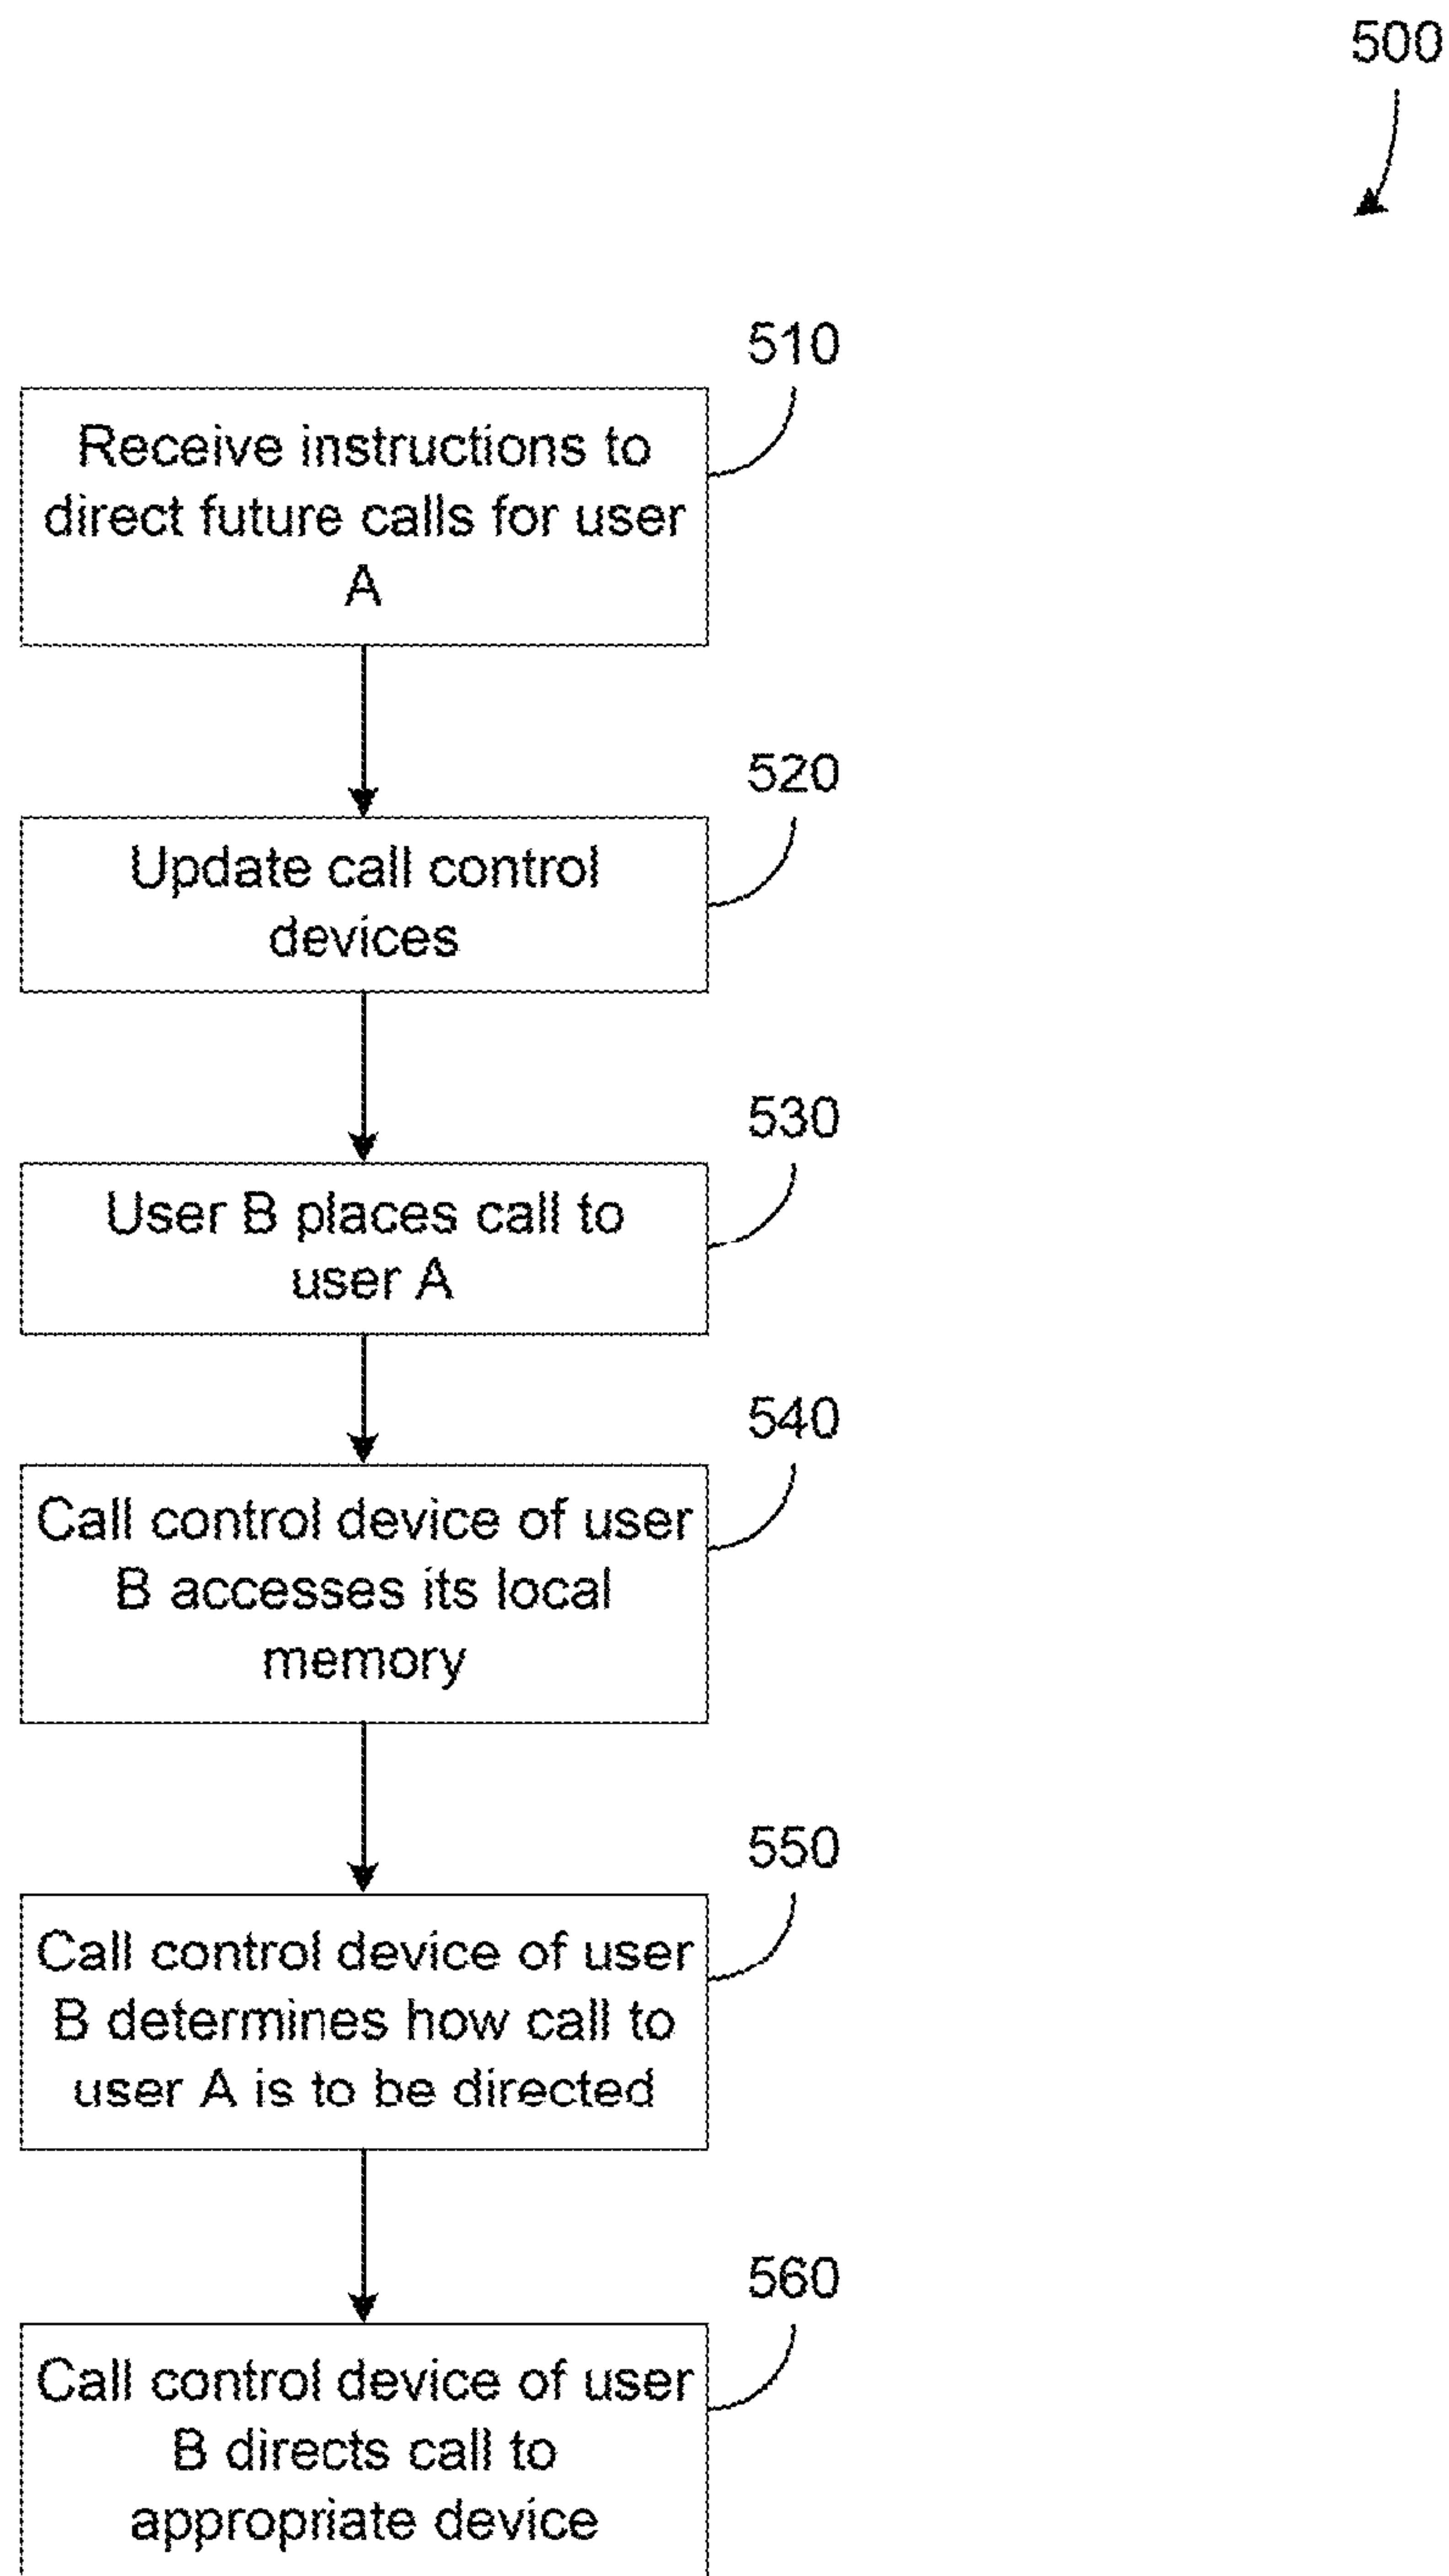 500
510
Receive instructions to
direct future calls for user
A
520
Update call control
devices
530
User B places call to
user A
540
Call control device of user
B accesses its local
memory
550
Call control device of user
B determines how call to
user A is to be directed
560
Call control device of user
B directs call to
appropriate device